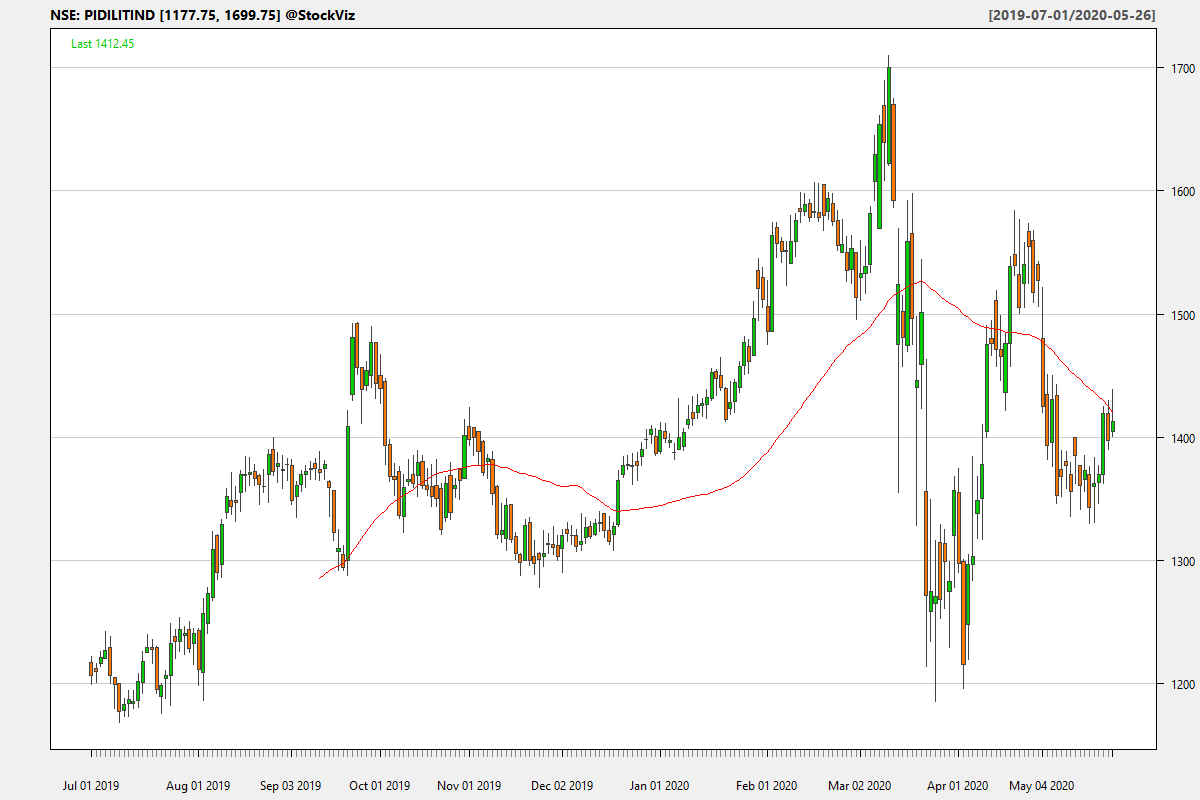 NSE: PIDILITIND [1177.75, 1699.75] @StockViz
[2019-07-01/2020-05-26]
Last 1412.45
1700
1600
1500
1400
1300
1200
Jul 01 2019 Aug 01 2019 Sep 03 2019 Oct 01 2019 Nov 01 2019 Dec 02 2019 Jan 01 2020 Feb 01 2020 Mar 02 2020 Apr 01 2020 May 04 2020